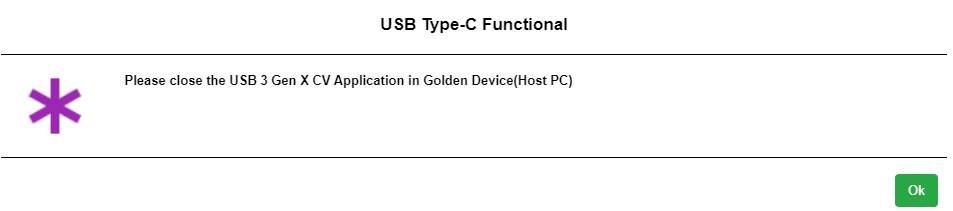 USB Type-C Functional
Please close the USB 3 Gen X CV Application in Golden Device(Host PC)
Ok